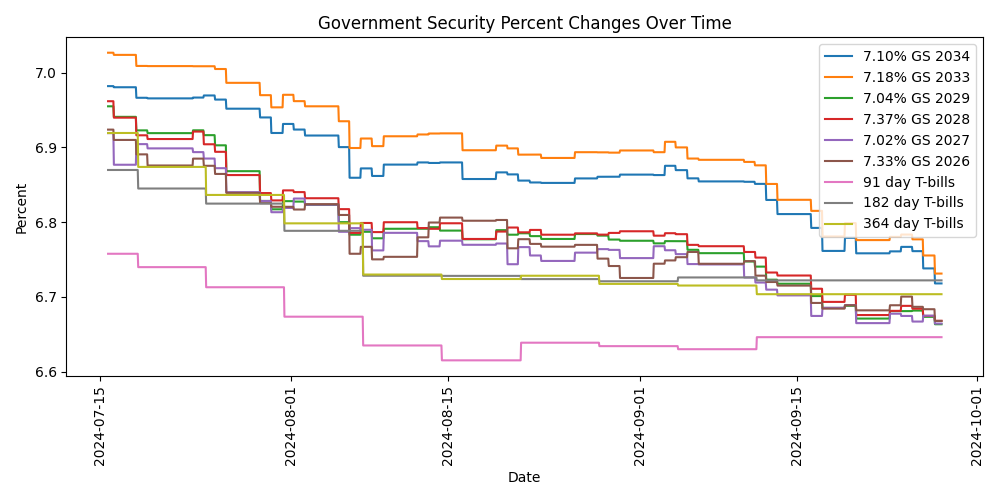 Government Security Percent Changes Over Time
7.10% GS 2034
7.18% GS 2033
7.04% GS 2029
7.37% GS 2028
7.02% GS 2027
7.33% GS 2026
91 day T-bills
182 day T-bills
364 day T-bills
Percent
7.0
6.9
6.8
6.7
6.6
2024-07-15
2024-08-01
2024-08-15
2024-09-01
2024-09-15
2024-10-01
Date